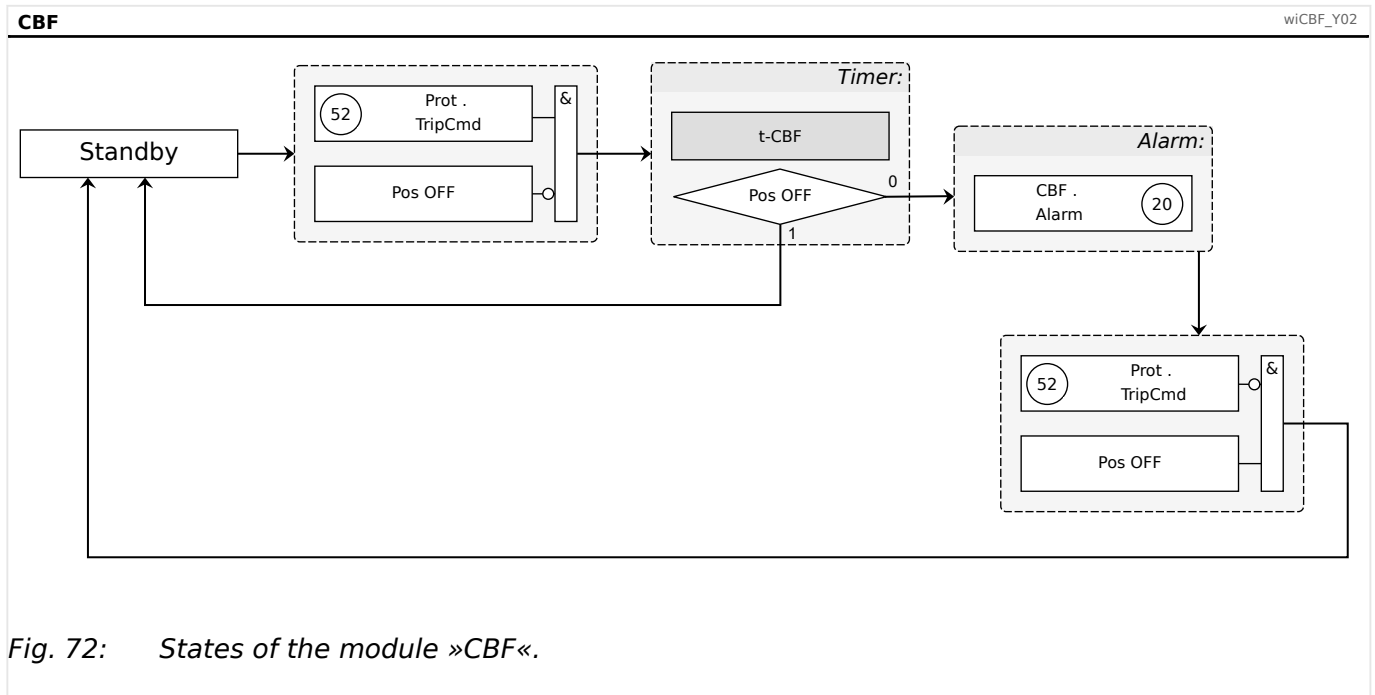 CBF
wiCBF_Y02
Standby
52
Prot .
TripCmd
Pos OFF
&
Timer:
t-CBF
Pos OFF
0
1
Alarm:
CBF .
Alarm
20
52
Prot .
TripCmd
Pos OFF
&
Fig. 72: States of the module »CBF«.